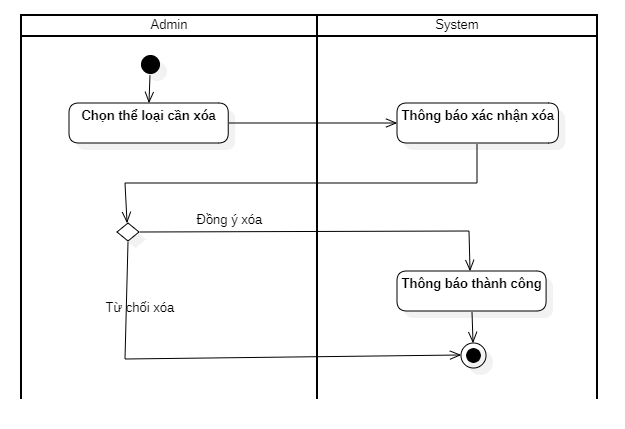 Admin
System
Chọn thể loại cần xóa
Thông báo xác nhận xóa
Đồng ý xóa
Thông báo thành công
Từ chối xóa